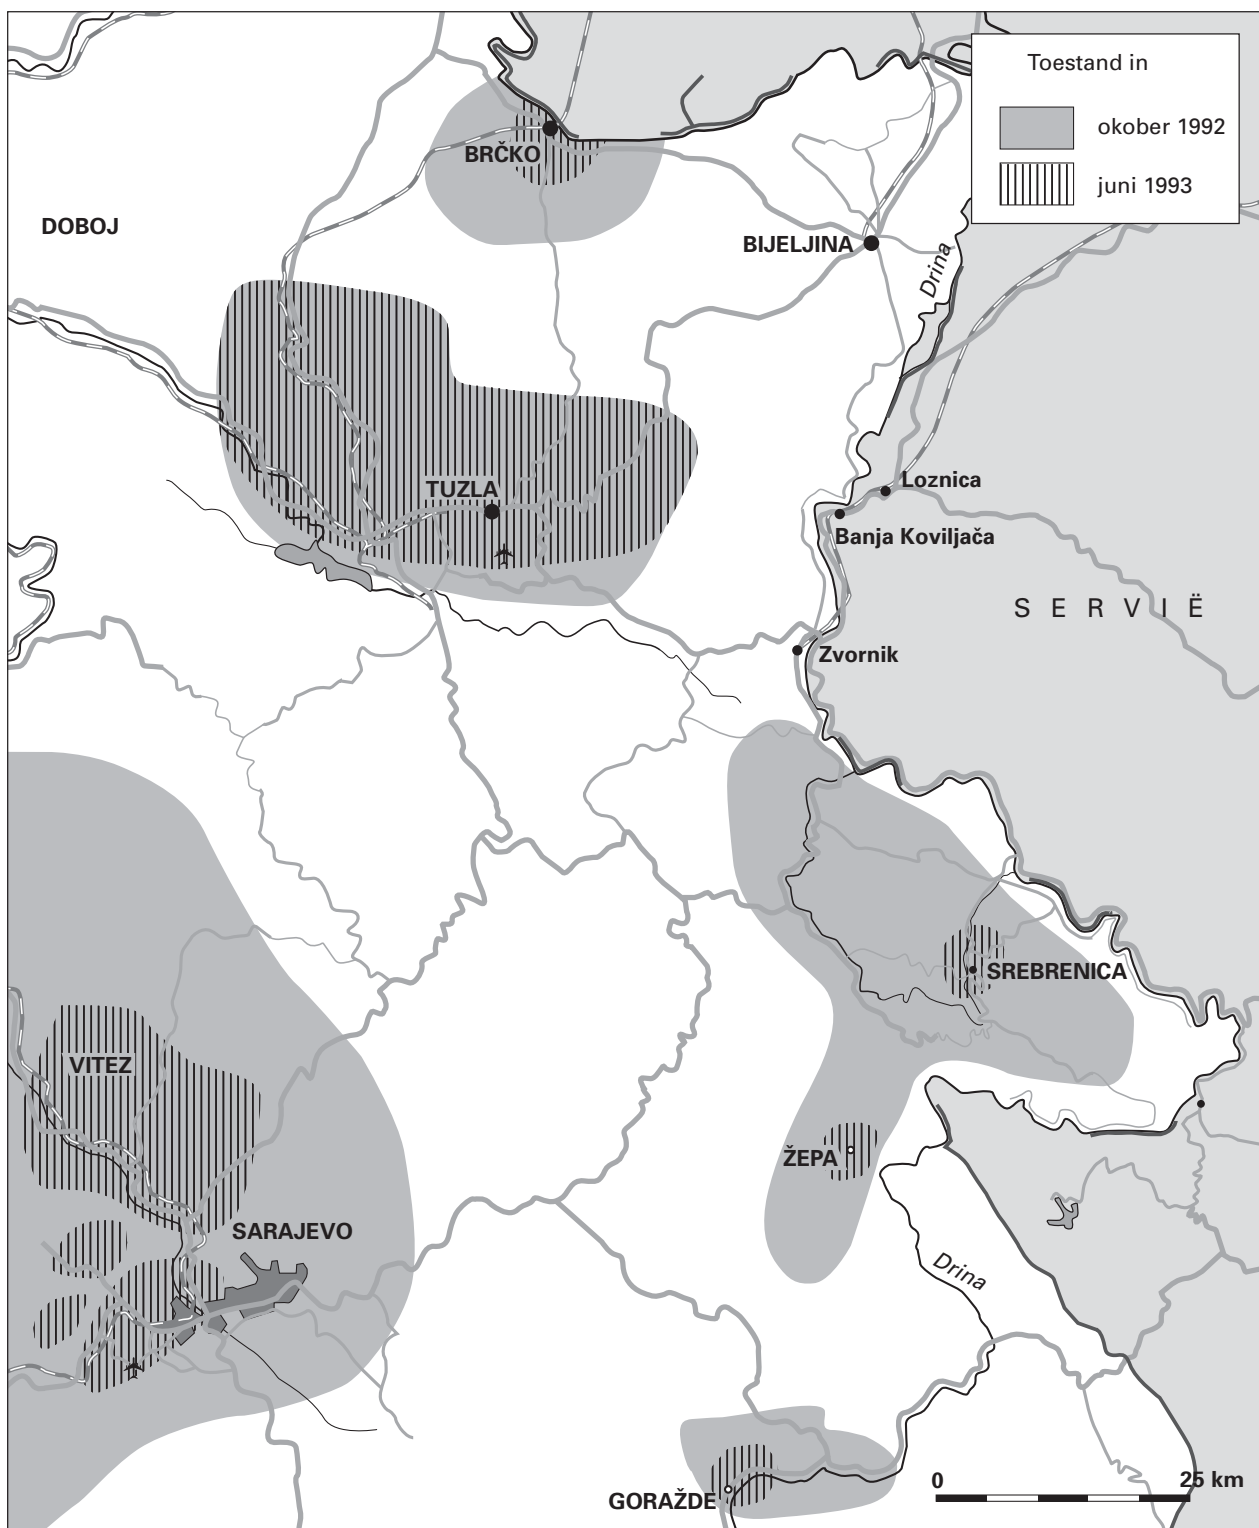 Toestand in
okober 1992
juni 1993
BRČKO
DOBOJ
BIJELJINA
Drina
TUZLA
Loznica
Banja Koviljača
SERVIË
Zvornik
SREBRENICA
VITEZ
ŽEPA
SARAJEVO
Drina
0 25 km
GORAŽDE